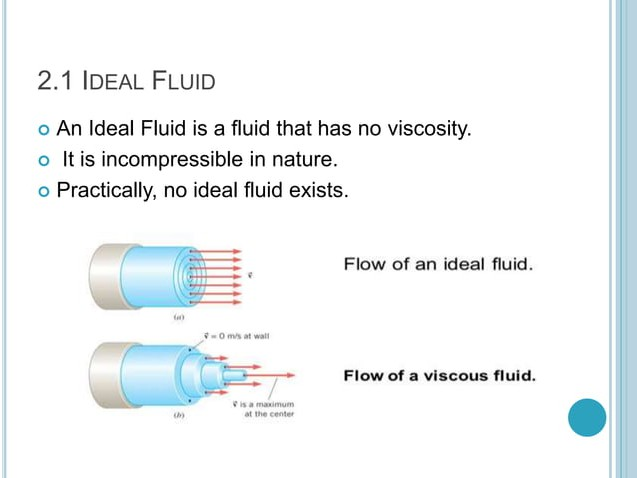 2.1 IDEAL FLUID
An Ideal Fluid is a fluid that has no viscosity.
It is incompressible in nature.
Practically, no ideal fluid exists.
Flow of an ideal fluid.
v
(a)
v = 0 m/s at wall
Flow of a viscous fluid.
v is a maximum
at the center
(b)